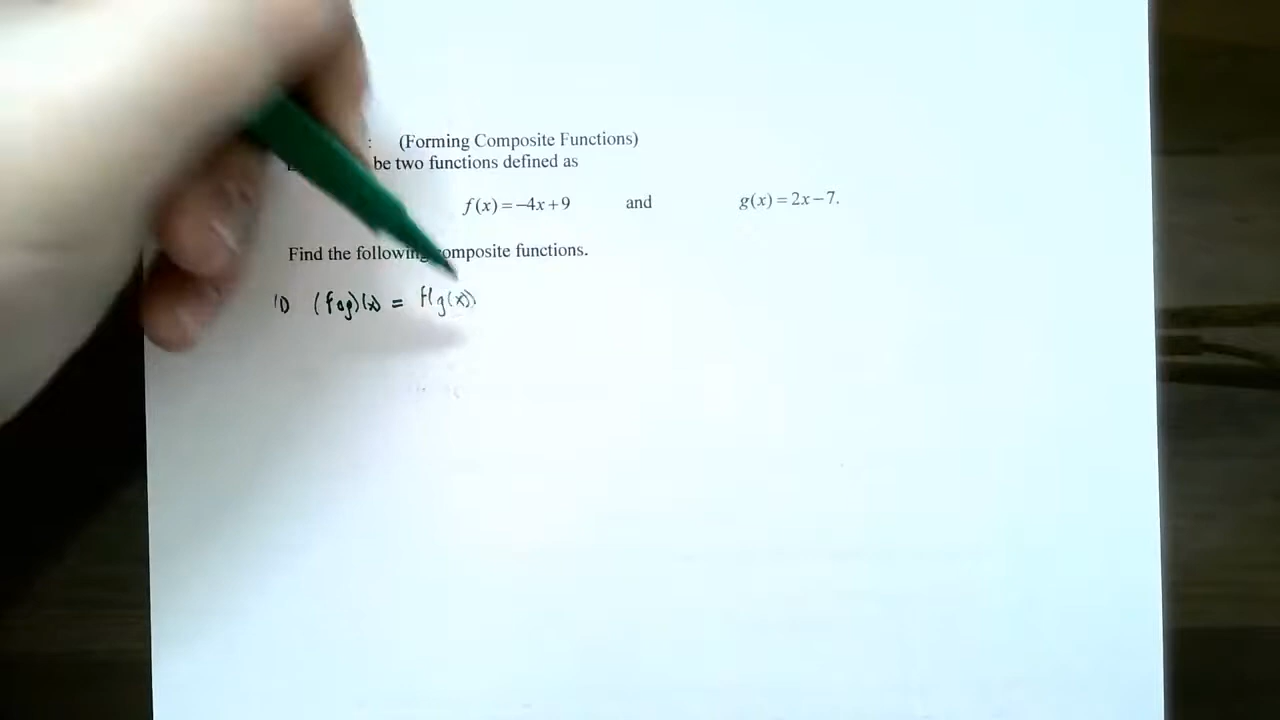 : (Forming Composite Functions)
be two functions defined as
f(x)=-4x+9 and g(x)=2x-7.
Find the following composite functions.
1) (f∘g)(x) = f(g(x))